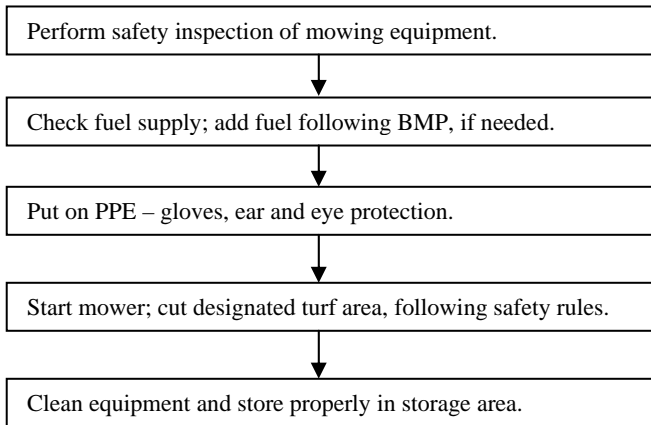 Perform safety inspection of mowing equipment.
Check fuel supply; add fuel following BMP, if needed.
Put on PPE – gloves, ear and eye protection.
Start mower; cut designated turf area, following safety rules.
Clean equipment and store properly in storage area.